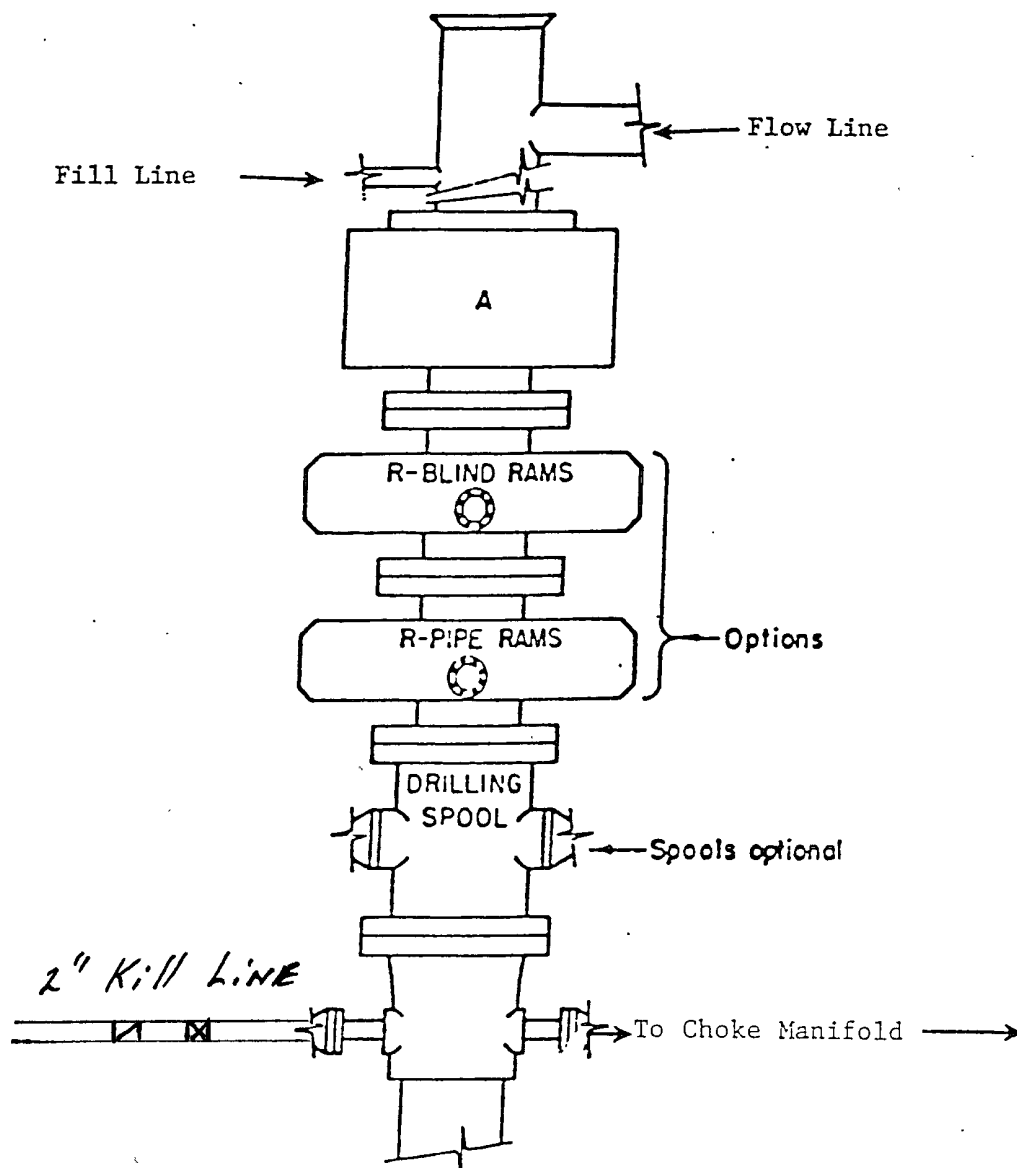 Flow Line
Fill Line
A
R-BLIND RAMS
R-PIPE RAMS
Options
DRILLING
SPOOL
Spools optional
2" Kill LiNE
To Choke Manifold